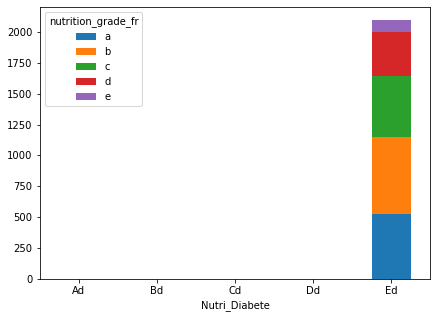 nutrition_grade_fr
a
b
c
d
e
2000
1750
1500
1250
1000
750
500
250
0
Ad Bd Cd Dd Ed
Nutri_Diabete